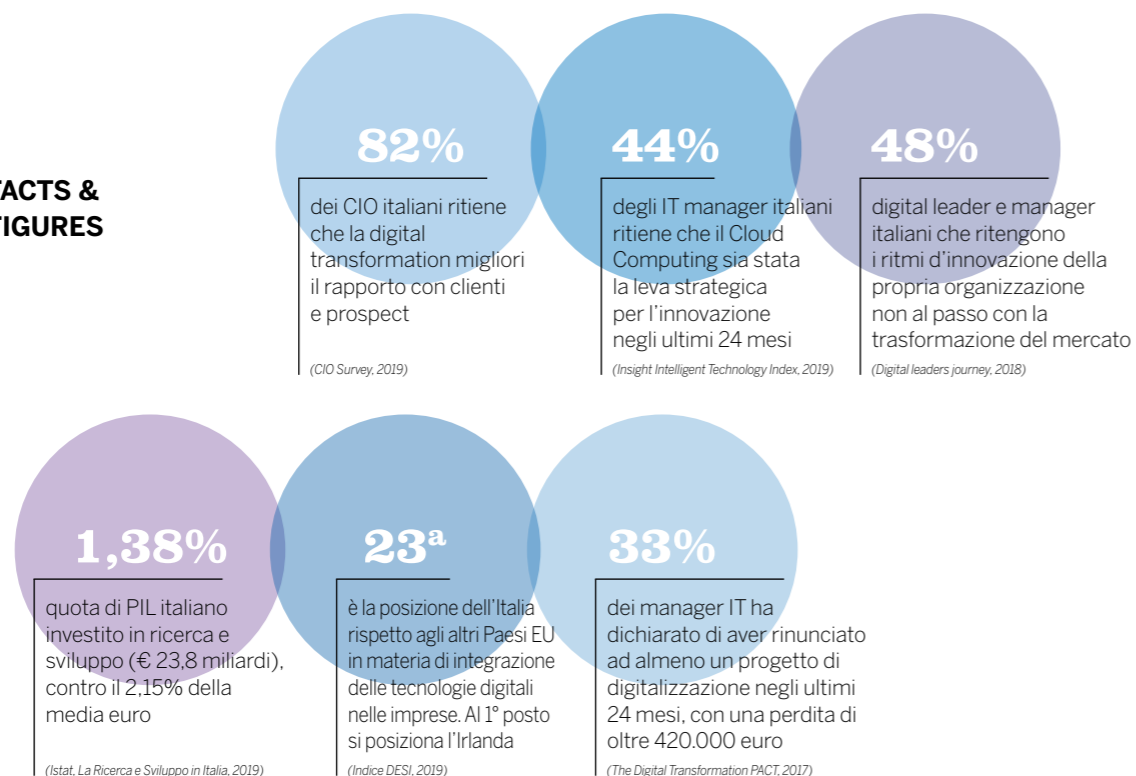 FACTS &
FIGURES
82%
dei CIO italiani ritiene
che la digital
transformation migliori
il rapporto con clienti
e prospect
(CIO Survey, 2019)
44%
degli IT manager italiani
ritiene che il Cloud
Computing sia stata
la leva strategica
per l’innovazione
negli ultimi 24 mesi
(Insight Intelligent Technology Index, 2019)
48%
digital leader e manager
italiani che ritengono
i ritmi d’innovazione della
propria organizzazione
non al passo con la
trasformazione del mercato
(Digital leaders journey, 2018)
1,38%
quota di PIL italiano
investito in ricerca e
sviluppo (€ 23,8 miliardi),
contro il 2,15% della
media euro
(Istat, La Ricerca e Sviluppo in Italia, 2019)
23ª
è la posizione dell’Italia
rispetto agli altri Paesi EU
in materia di integrazione
delle tecnologie digitali
nelle imprese. Al 1° posto
si posiziona l’Irlanda
(Indice DESI, 2019)
33%
dei manager IT ha
dichiarato di aver rinunciato
ad almeno un progetto di
digitalizzazione negli ultimi
24 mesi, con una perdita di
oltre 420.000 euro
(The Digital Transformation PACT, 2017)